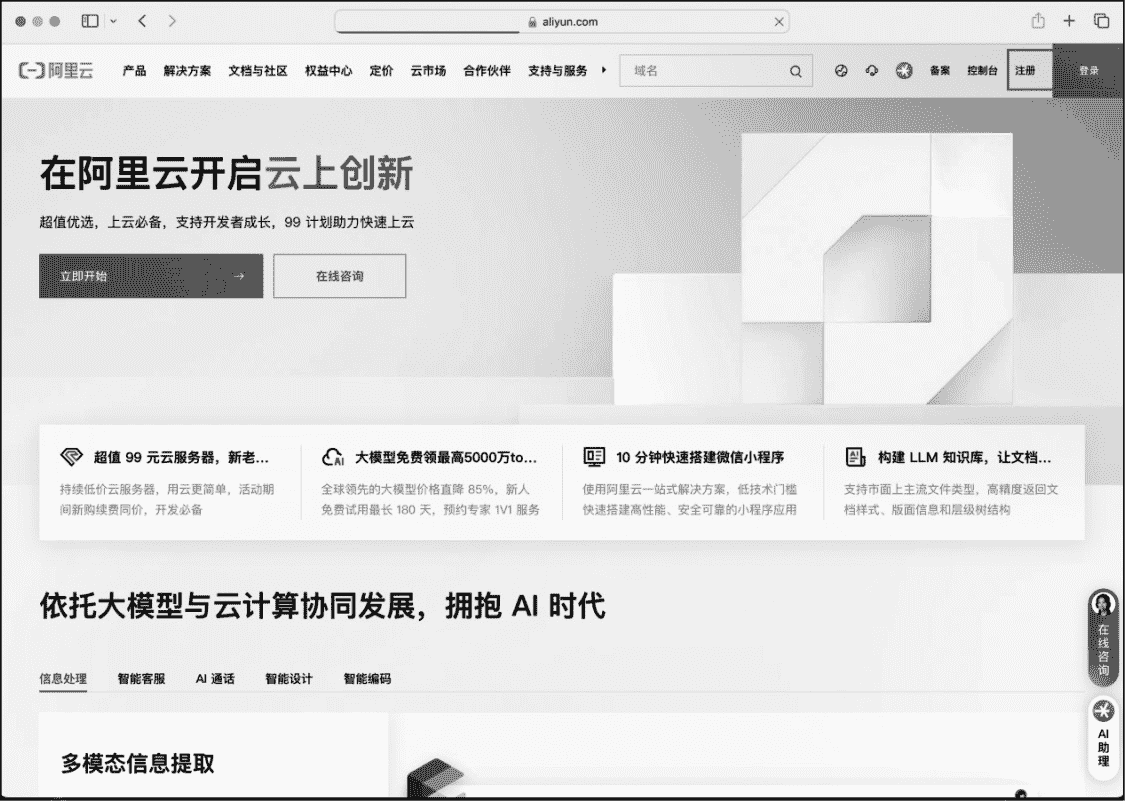 aliyun.com
阿里云 产品 解决方案 文档与社区 权益中心 定价 云市场 合作伙伴 支持与服务 域名 备案 控制台 注册 登录
在阿里云开启云上创新
超值优选，上云必备，支持开发者成长，99 计划助力快速上云
立即开始 → 在线咨询
超值 99 元云服务器，新老...
持续低价云服务器，用云更简单，活动期
间新购续费同价，开发必备
AI 大模型免费领最高5000万to...
全球领先的大模型价格直降 85%，新人
免费试用最长 180 天，预约专家 1V1 服务
10 分钟快速搭建微信小程序
使用阿里云一站式解决方案，低技术门槛
快速搭建高性能、安全可靠的小程序应用
AI 构建 LLM 知识库，让文档...
支持市面上主流文件类型，高精度返回文
档样式、版面信息和层级树结构
依托大模型与云计算协同发展，拥抱 AI 时代
信息处理 智能客服 AI 通话 智能设计 智能编码
多模态信息提取
在线咨询
AI助理